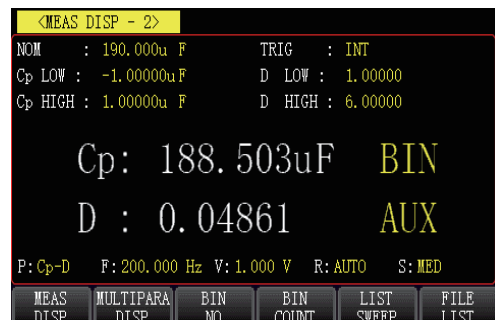 <MEAS DISP - 2>
NOM : 190.000u F TRIG : INT
Cp LOW : -1.00000u F D LOW : 1.00000
Cp HIGH : 1.00000u F D HIGH : 6.00000
Cp: 188.503uF BIN
D : 0.04861 AUX
P: Cp-D F: 200.000 Hz V: 1.000 V R: AUTO S: MED
MEAS DISP MULTIPARA DISP BIN NO. BIN COUNT LIST SWEEP FILE LIST